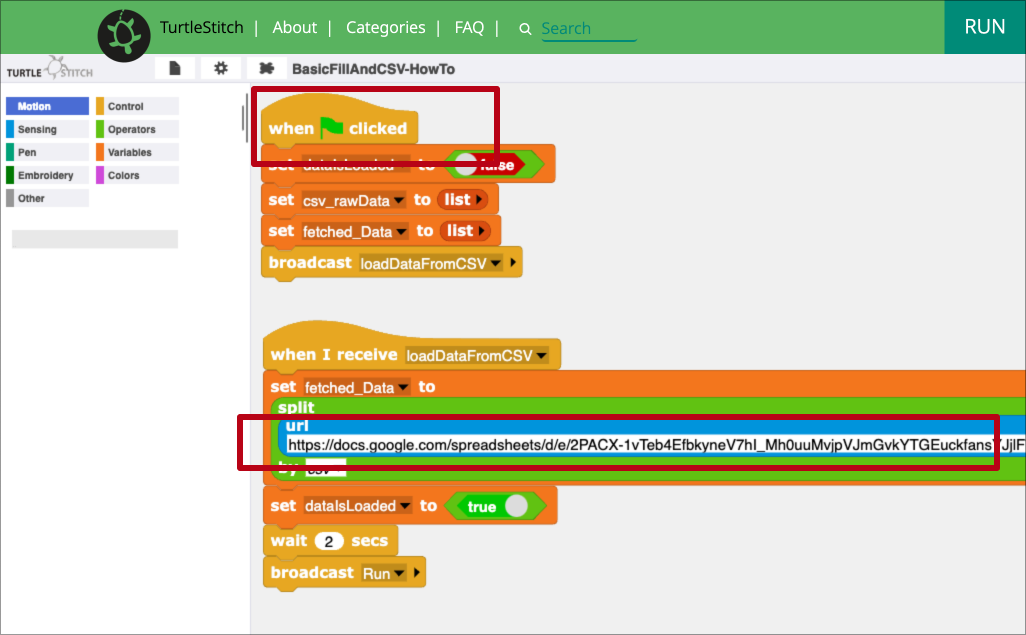 TurtleStitch | About | Categories | FAQ | Search RUN
TURTLE STITCH BasicFillAndCSV-HowTo
Motion Control
Sensing Operators
Pen Variables
Embroidery Colors
Other
when clicked
set dataIsLoaded to false
set csv_rawData to list
set fetched_Data to list
broadcast loadDataFromCSV
when I receive loadDataFromCSV
set fetched_Data to
split
url
https://docs.google.com/spreadsheets/d/e/2PACX-1vTeb4EfbkyneV7hI_Mh0uuMvjpVJmGvkYTGEuckfansYJjlF
by csv
set dataIsLoaded to true
wait 2 secs
broadcast Run